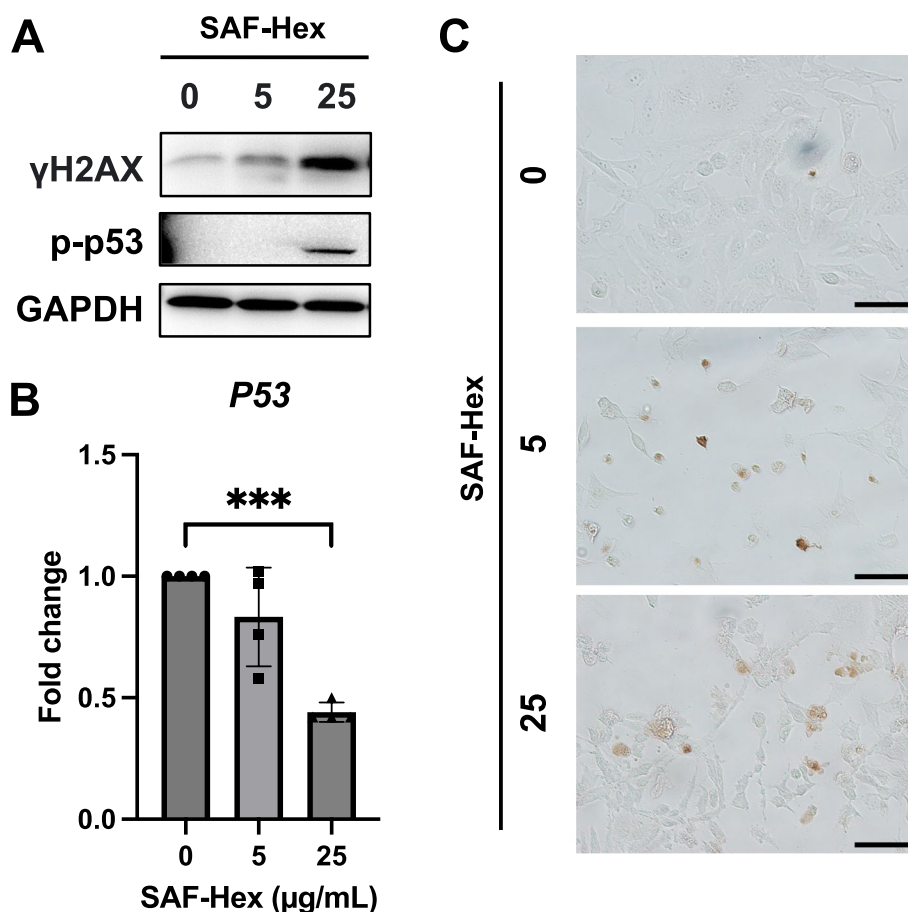 A
SAF-Hex
0 5 25
γH2AX
p-p53
GAPDH
B
P53
***
1.5
1.0
0.5
0.0
Fold change
0 5 25
SAF-Hex (μg/mL)
C
SAF-Hex
0
5
25